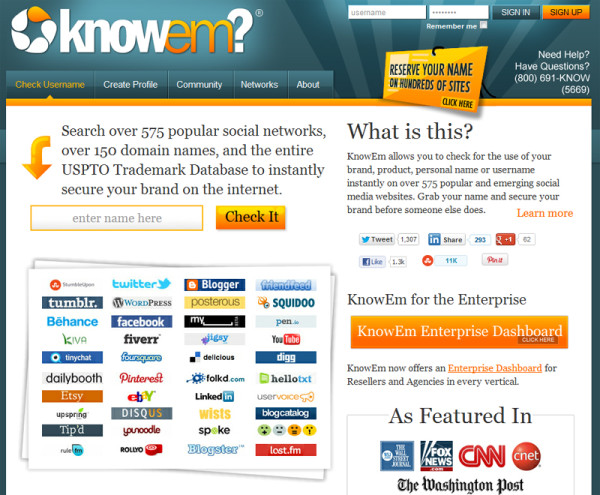 knowem?®
username
••••••••
SIGN IN
SIGN UP
Remember me
RESERVE YOUR NAME
ON HUNDREDS OF SITES
CLICK HERE
Need Help?
Have Questions?
(800) 691-KNOW
(5669)
Check Username
Create Profile
Community
Networks
About
Search over 575 popular social networks,
over 150 domain names, and the entire
USPTO Trademark Database to instantly
secure your brand on the internet.
enter name here
Check It
What is this?
KnowEm allows you to check for the use of your
brand, product, personal name or username
instantly on over 575 popular and emerging social
media websites. Grab your name and secure your
brand before someone else does.
Learn more
Tweet 1,307
Share 293
+1 62
Like 1.3k
11K
Pin it
StumbleUpon twitter Blogger friendfeed
tumblr. WORDPRESS posterous SQUIDOO
Bēhance facebook my pen.io
KIVA fiverr jigsy YouTube
tinychat foursquare delicious digg
dailybooth Pinterest folkd.com hellotxt
Etsy ebY LinkedIn uservoice
upspring DISQUS wists blogcatalog
Tip'd younoodle spoke
rulefm ROLLYO Blogster last.fm
KnowEm for the Enterprise
KnowEm Enterprise Dashboard
CLICK HERE
KnowEm now offers an Enterprise Dashboard for
Resellers and Agencies in every vertical.
As Featured In
THE WALL STREET JOURNAL
FOX NEWS .com
CNN
cnet
The Washington Post